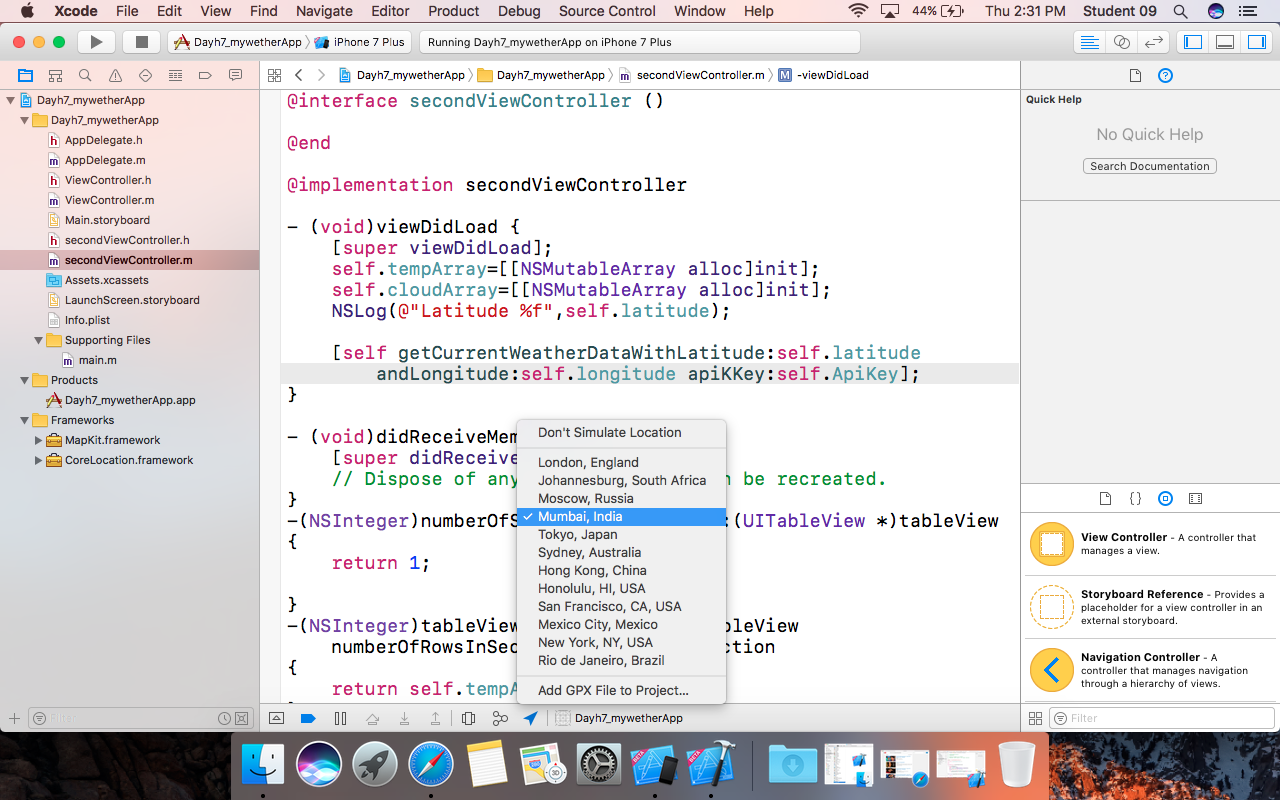 Xcode File Edit View Find Navigate Editor Product Debug Source Control Window Help 44% Thu 2:31 PM Student 09
Dayh7_mywetherApp iPhone 7 Plus Running Dayh7_mywetherApp on iPhone 7 Plus
Dayh7_mywetherApp Dayh7_mywetherApp secondViewController.m M -viewDidLoad
Dayh7_mywetherApp
Dayh7_mywetherApp
h AppDelegate.h
m AppDelegate.m
h ViewController.h
m ViewController.m
Main.storyboard
h secondViewController.h
m secondViewController.m
Assets.xcassets
LaunchScreen.storyboard
Info.plist
Supporting Files
m main.m
Products
Dayh7_mywetherApp.app
Frameworks
MapKit.framework
CoreLocation.framework
Filter
@interface secondViewController ()
@end
@implementation secondViewController
- (void)viewDidLoad {
[super viewDidLoad];
self.tempArray=[[NSMutableArray alloc]init];
self.cloudArray=[[NSMutableArray alloc]init];
NSLog(@"Latitude %f",self.latitude);
[self getCurrentWeatherDataWithLatitude:self.latitude
andLongitude:self.longitude apiKKey:self.ApiKey];
}
- (void)didReceiveMem
[super didReceive
// Dispose of any n be recreated.
}
-(NSInteger)numberOfS :(UITableView *)tableView
{
return 1;
}
-(NSInteger)tableView bleView
numberOfRowsInSec ction
{
return self.tempA
Don't Simulate Location
London, England
Johannesburg, South Africa
Moscow, Russia
✓ Mumbai, India
Tokyo, Japan
Sydney, Australia
Hong Kong, China
Honolulu, HI, USA
San Francisco, CA, USA
Mexico City, Mexico
New York, NY, USA
Rio de Janeiro, Brazil
Add GPX File to Project...
Dayh7_mywetherApp
Quick Help
No Quick Help
Search Documentation
View Controller - A controller that
manages a view.
Storyboard Reference - Provides a
placeholder for a view controller in an
external storyboard.
Navigation Controller - A
controller that manages navigation
through a hierarchy of views.
Filter